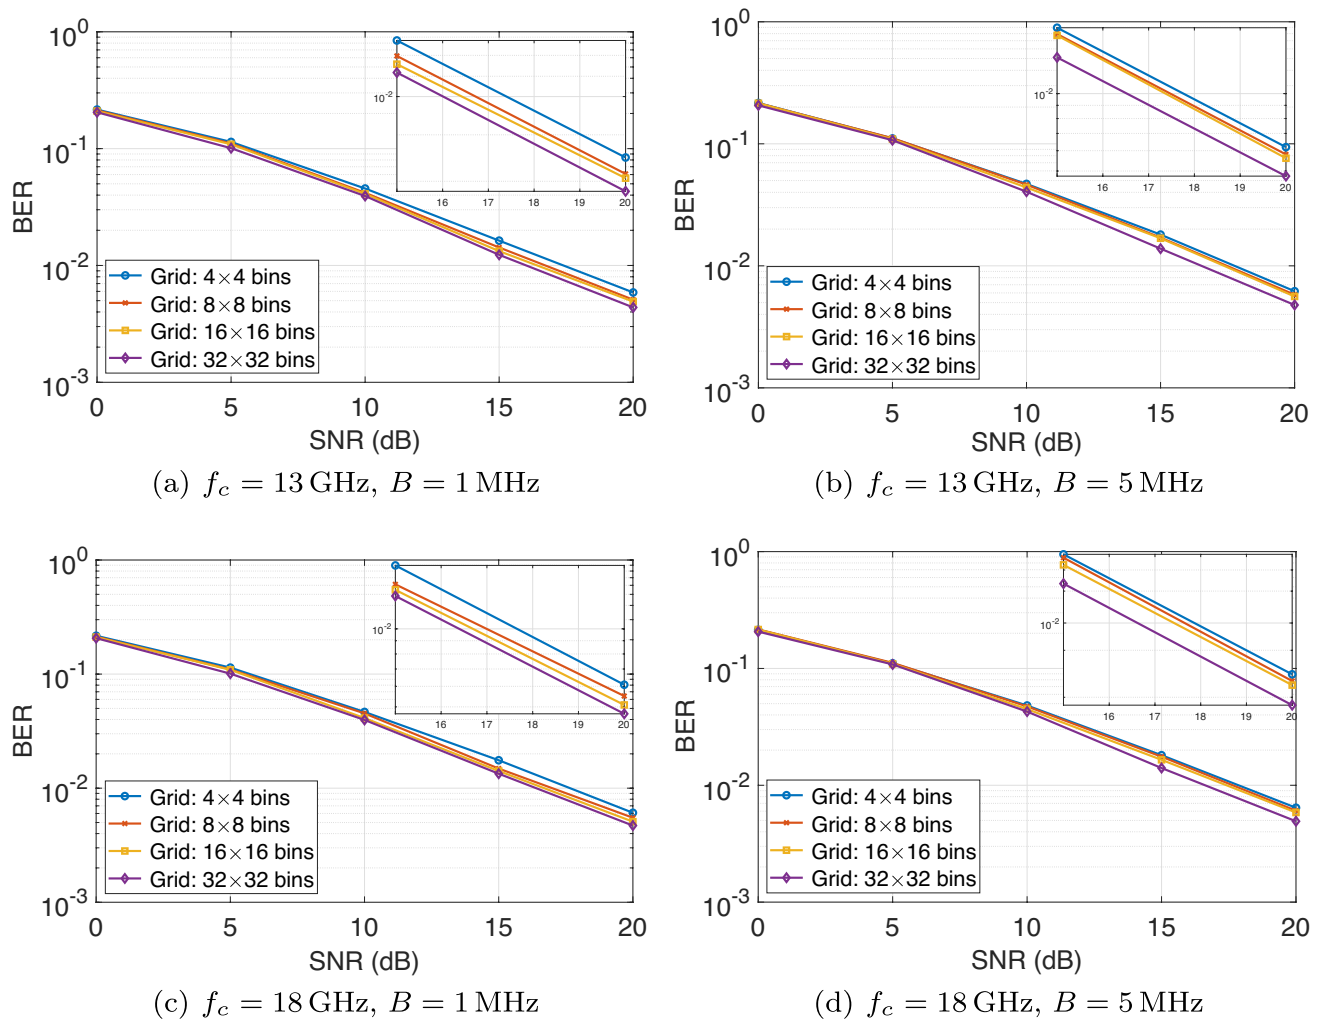 10^0
10^-1
10^-2
10^-3
BER
0 5 10 15 20
SNR (dB)
10^-2
16 17 18 19 20
Grid: 4×4 bins
Grid: 8×8 bins
Grid: 16×16 bins
Grid: 32×32 bins
(a) f_c = 13 GHz, B = 1 MHz
10^0
10^-1
10^-2
10^-3
BER
0 5 10 15 20
SNR (dB)
10^-2
16 17 18 19 20
Grid: 4×4 bins
Grid: 8×8 bins
Grid: 16×16 bins
Grid: 32×32 bins
(b) f_c = 13 GHz, B = 5 MHz
10^0
10^-1
10^-2
10^-3
BER
0 5 10 15 20
SNR (dB)
10^-2
16 17 18 19 20
Grid: 4×4 bins
Grid: 8×8 bins
Grid: 16×16 bins
Grid: 32×32 bins
(c) f_c = 18 GHz, B = 1 MHz
10^0
10^-1
10^-2
10^-3
BER
0 5 10 15 20
SNR (dB)
10^-2
16 17 18 19 20
Grid: 4×4 bins
Grid: 8×8 bins
Grid: 16×16 bins
Grid: 32×32 bins
(d) f_c = 18 GHz, B = 5 MHz